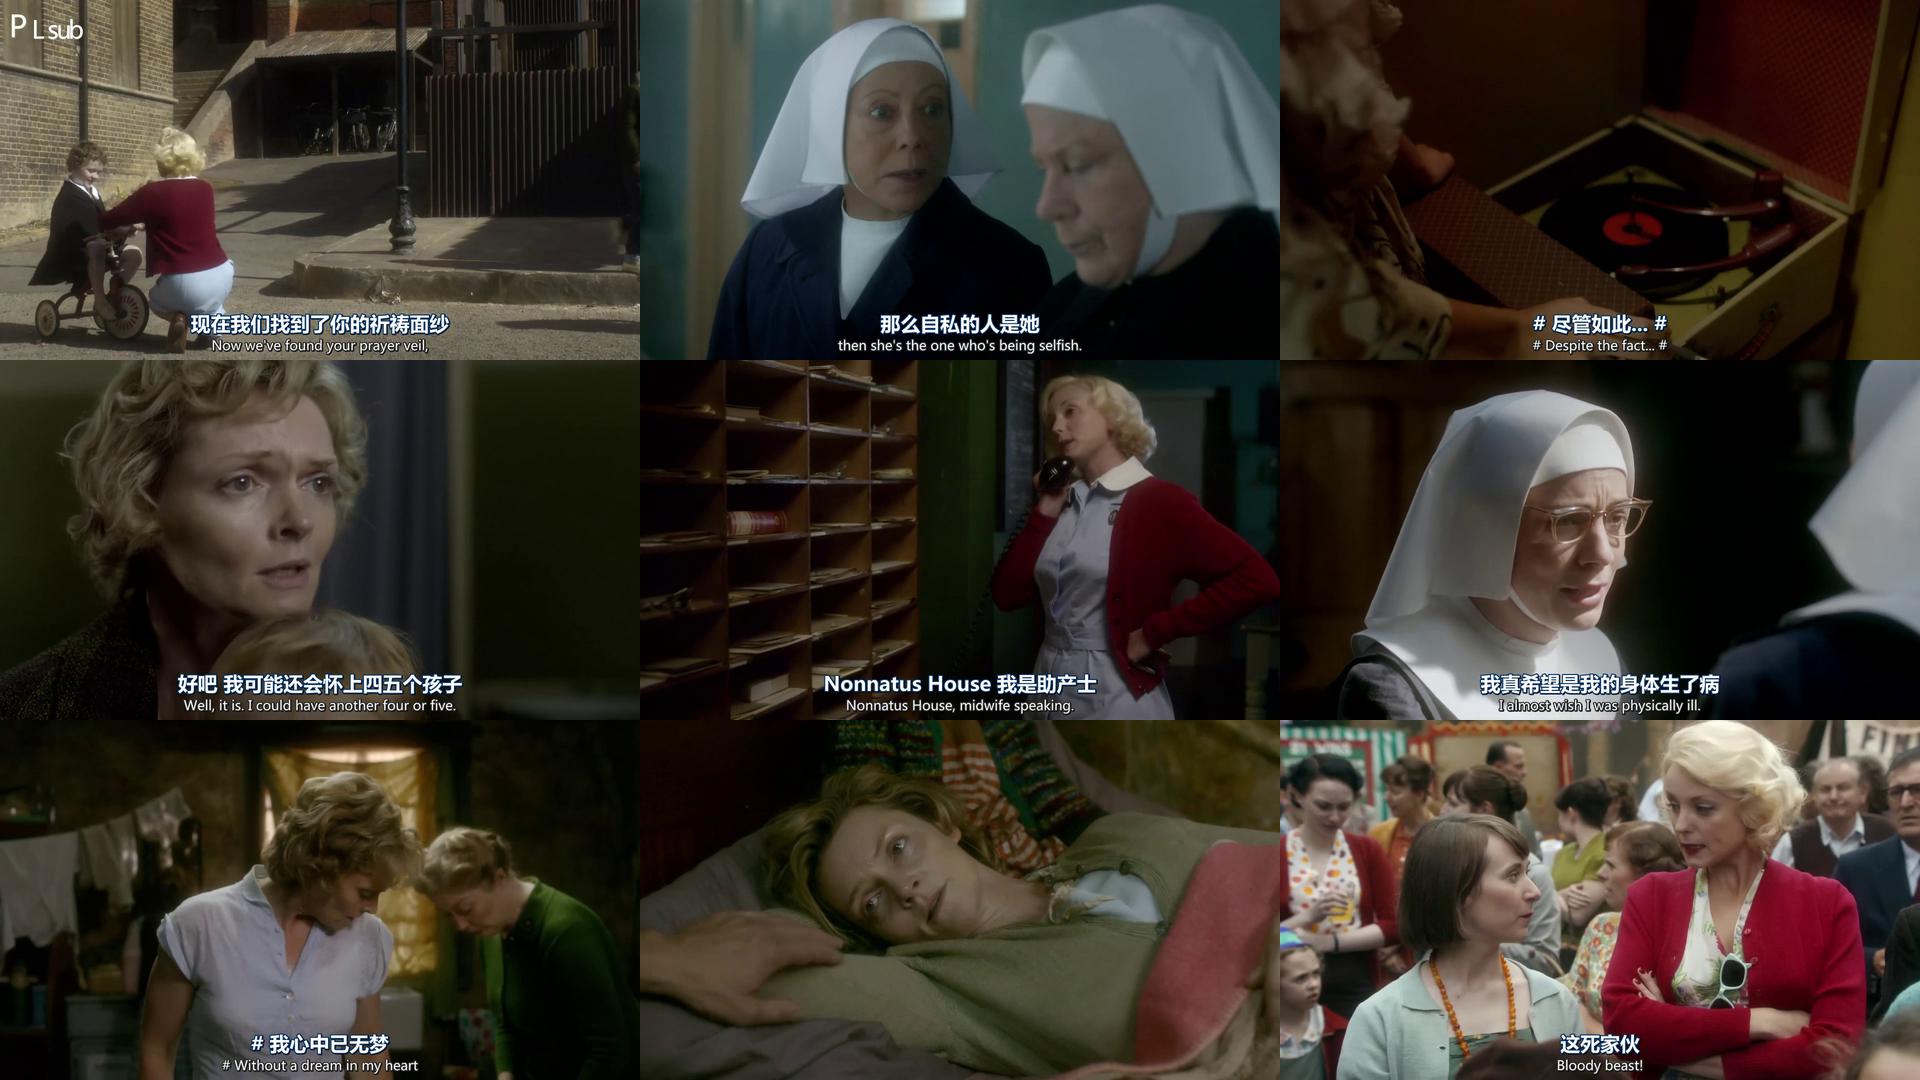 PLsub
现在我们找到了你的祈祷面纱
Now we've found your prayer veil,
那么自私的人是她
then she's the one who's being selfish.
# 尽管如此... #
# Despite the fact... #
好吧 我可能还会怀上四五个孩子
Well, it is. I could have another four or five.
Nonnatus House 我是助产士
Nonnatus House, midwife speaking.
我真希望是我的身体生了病
I almost wish I was physically ill.
# 我心中已无梦
# Without a dream in my heart
这死家伙
Bloody beast!